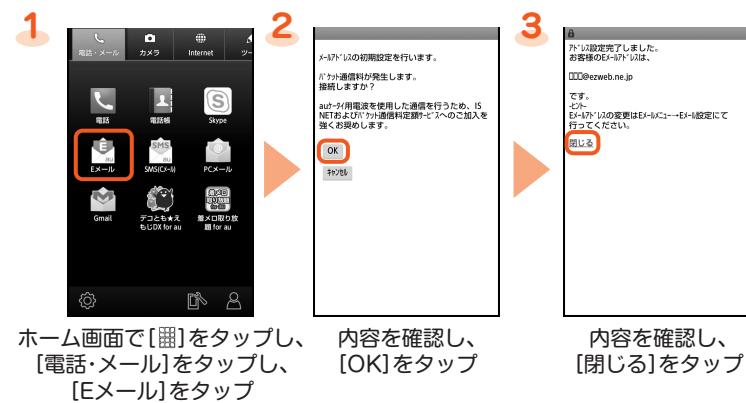 1
電話・メール カメラ Internet ツー
電話 電話帳 Skype
Eメール SMS(Cメール) PCメール
Gmail デコとも★え 着メロ取り放
もじDX for au 題 for au
ホーム画面で[ ]をタップし、
[電話・メール]をタップし、
[Eメール]をタップ
2
メールアドレスの初期設定を行います。
パケット通信料が発生します。
接続しますか?
auケータイ用電波を使用した通信を行うため、IS
NETおよびパケット通信料定額サービスへのご加入を
強くお奨めします。
OK
キャンセル
内容を確認し、
[OK]をタップ
3
アドレス設定完了しました。
お客様のEメールアドレスは、
□□□@ezweb.ne.jp
です。
-ヒント-
Eメールアドレスの変更はEメールメニュー→Eメール設定にて
行ってください。
閉じる
内容を確認し、
[閉じる]をタップ